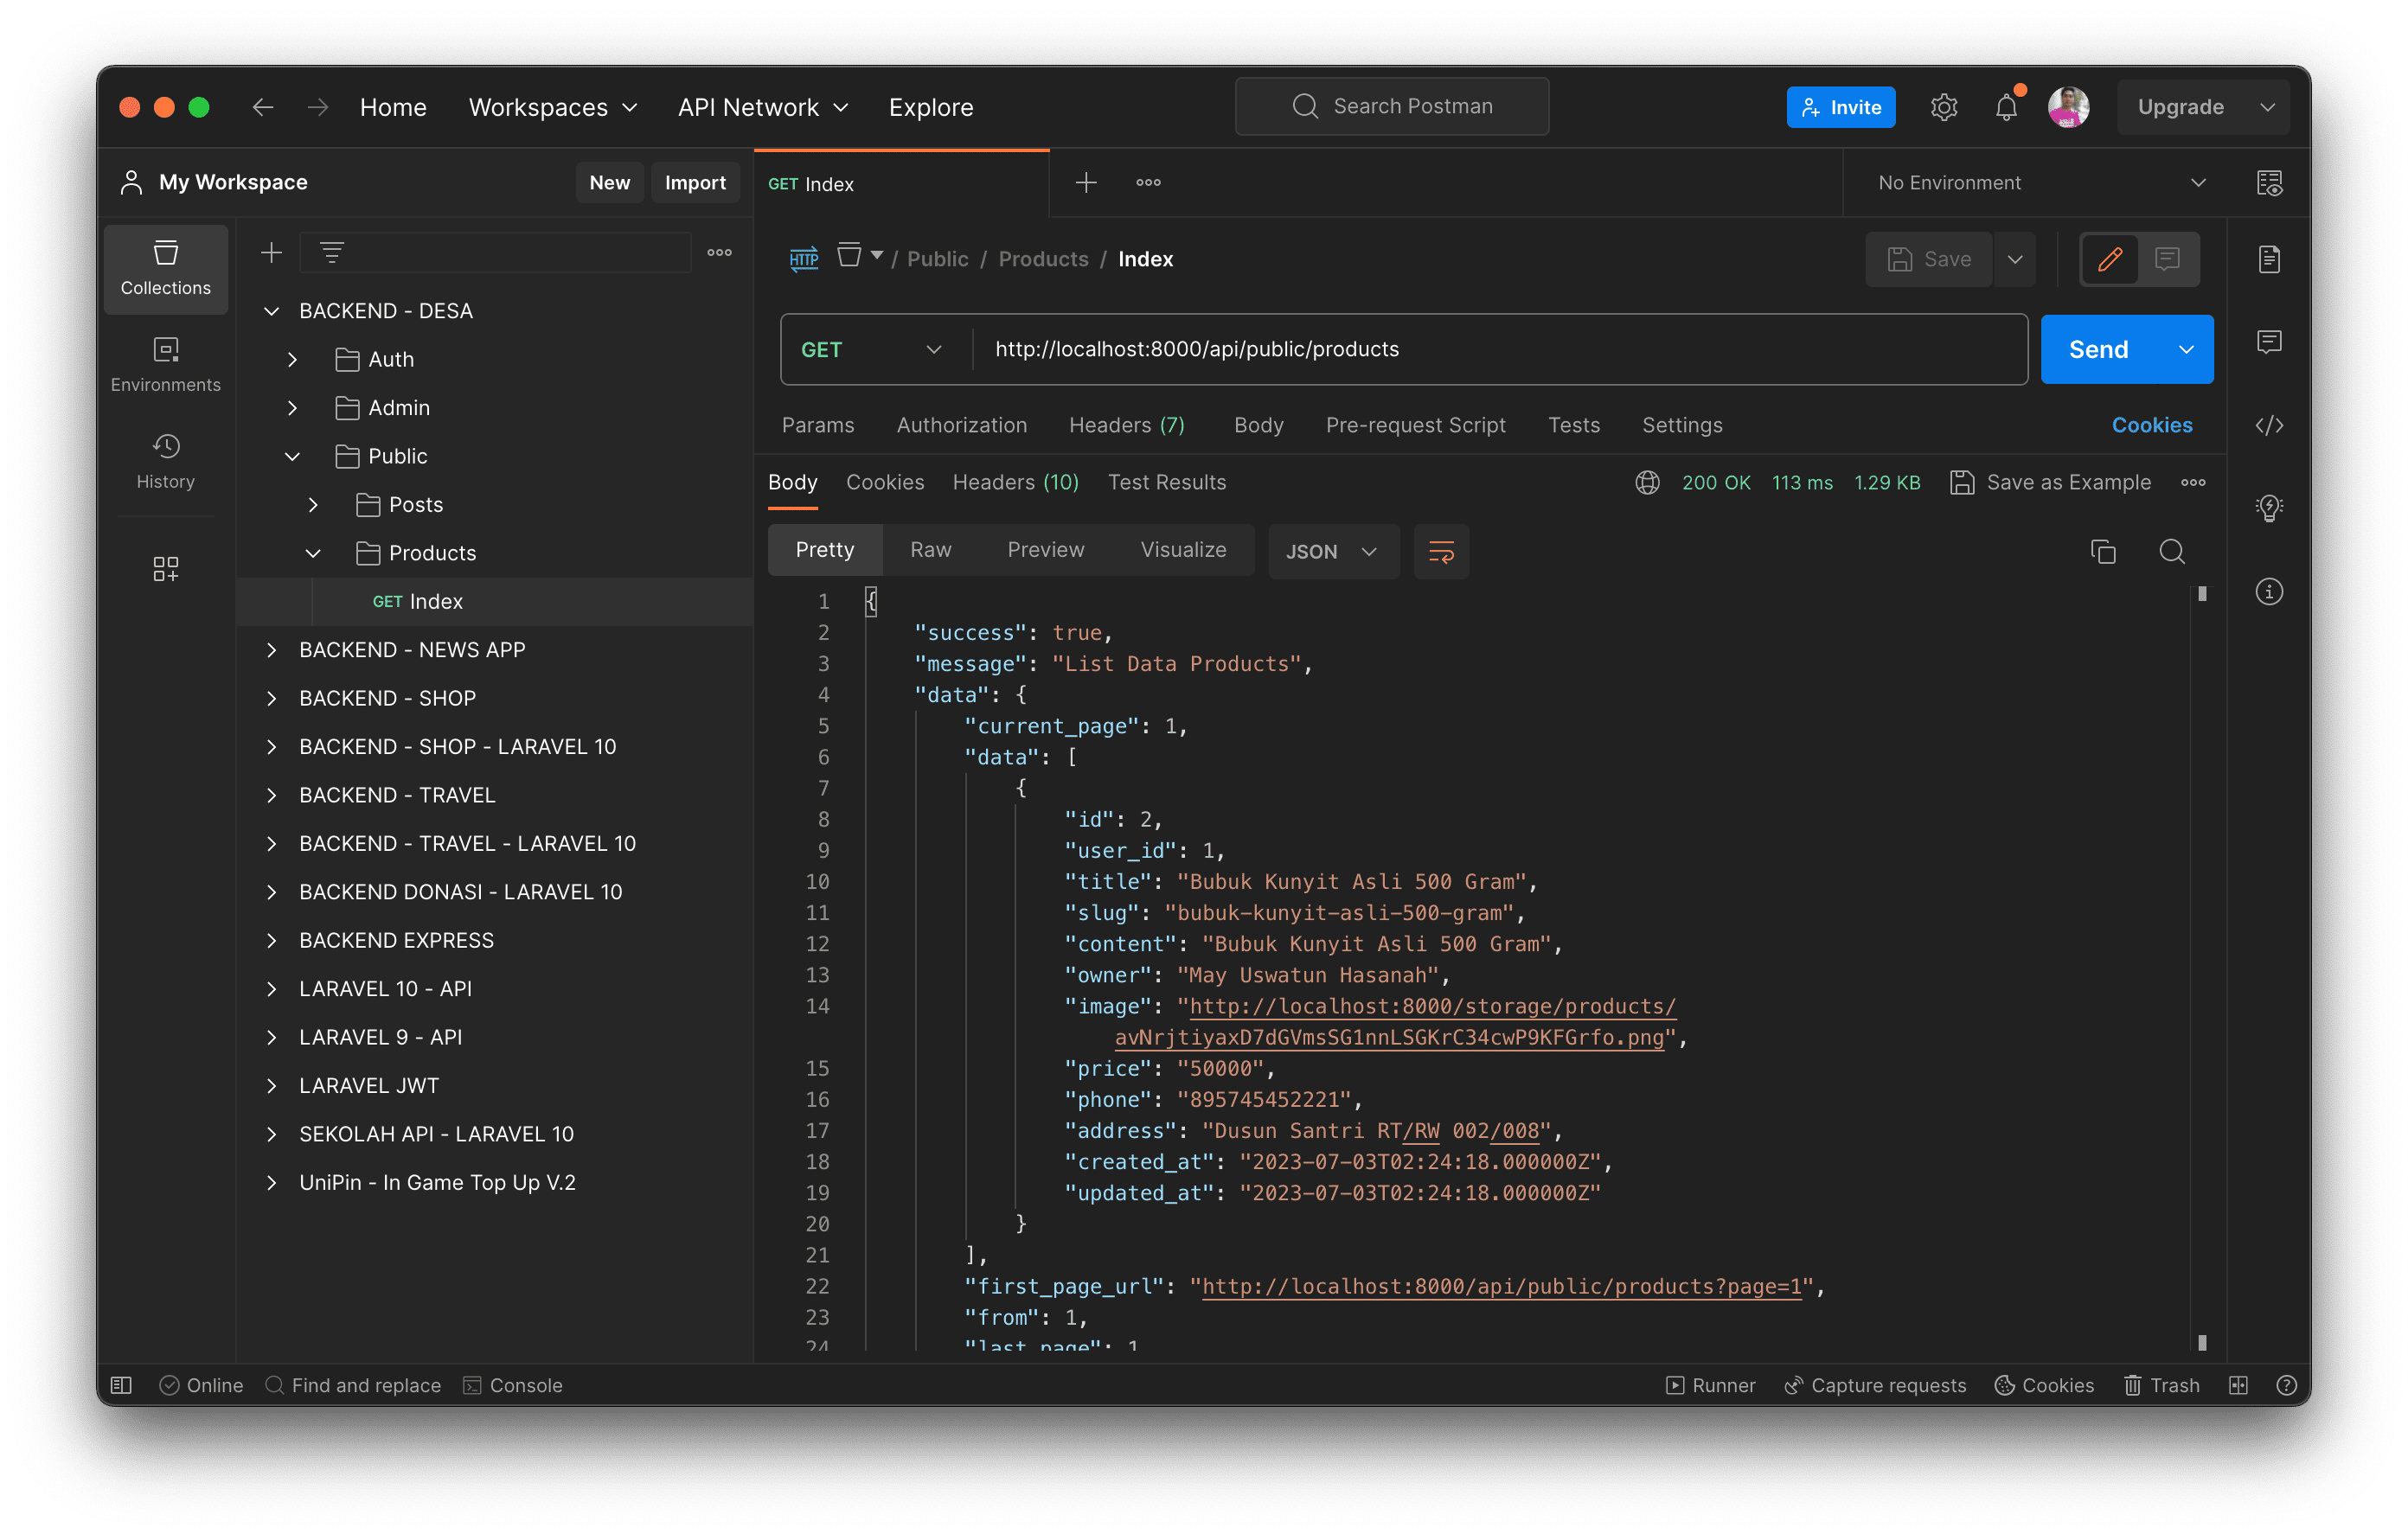 Home Workspaces API Network Explore Search Postman Invite Upgrade
My Workspace New Import
GET Index No Environment
Collections
Environments
History
BACKEND - DESA
Auth
Admin
Public
Posts
Products
GET Index
BACKEND - NEWS APP
BACKEND - SHOP
BACKEND - SHOP - LARAVEL 10
BACKEND - TRAVEL
BACKEND - TRAVEL - LARAVEL 10
BACKEND DONASI - LARAVEL 10
BACKEND EXPRESS
LARAVEL 10 - API
LARAVEL 9 - API
LARAVEL JWT
SEKOLAH API - LARAVEL 10
UniPin - In Game Top Up V.2
HTTP / Public / Products / Index Save
GET http://localhost:8000/api/public/products Send
Params Authorization Headers (7) Body Pre-request Script Tests Settings Cookies
Body Cookies Headers (10) Test Results 200 OK 113 ms 1.29 KB Save as Example
Pretty Raw Preview Visualize JSON
1 {
2 "success": true,
3 "message": "List Data Products",
4 "data": {
5 "current_page": 1,
6 "data": [
7 {
8 "id": 2,
9 "user_id": 1,
10 "title": "Bubuk Kunyit Asli 500 Gram",
11 "slug": "bubuk-kunyit-asli-500-gram",
12 "content": "Bubuk Kunyit Asli 500 Gram",
13 "owner": "May Uswatun Hasanah",
14 "image": "http://localhost:8000/storage/products/
avNrjtiyaxD7dGVmsSG1nnLSGKrC34cwP9KFGrfo.png",
15 "price": "50000",
16 "phone": "895745452221",
17 "address": "Dusun Santri RT/RW 002/008",
18 "created_at": "2023-07-03T02:24:18.000000Z",
19 "updated_at": "2023-07-03T02:24:18.000000Z"
20 }
21 ],
22 "first_page_url": "http://localhost:8000/api/public/products?page=1",
23 "from": 1,
24 "last_page": 1
Online Find and replace Console Runner Capture requests Cookies Trash